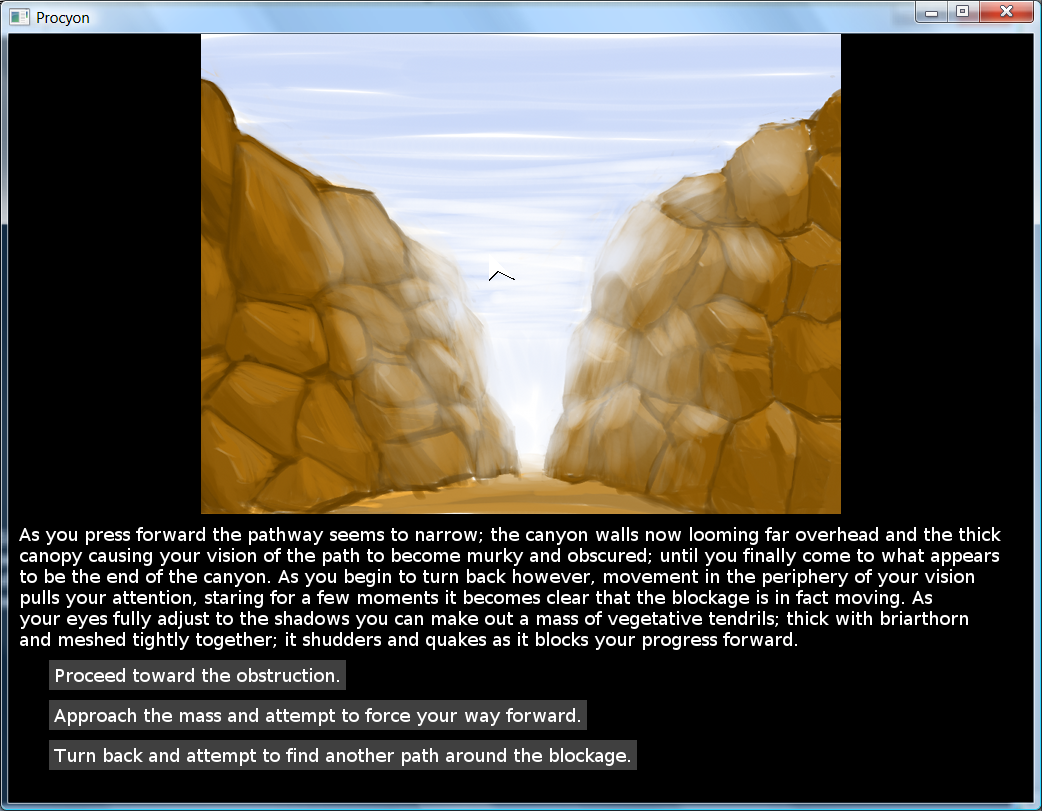 Procyon
As you press forward the pathway seems to narrow; the canyon walls now looming far overhead and the thick
canopy causing your vision of the path to become murky and obscured; until you finally come to what appears
to be the end of the canyon. As you begin to turn back however, movement in the periphery of your vision
pulls your attention, staring for a few moments it becomes clear that the blockage is in fact moving. As
your eyes fully adjust to the shadows you can make out a mass of vegetative tendrils; thick with briarthorn
and meshed tightly together; it shudders and quakes as it blocks your progress forward.
Proceed toward the obstruction.
Approach the mass and attempt to force your way forward.
Turn back and attempt to find another path around the blockage.